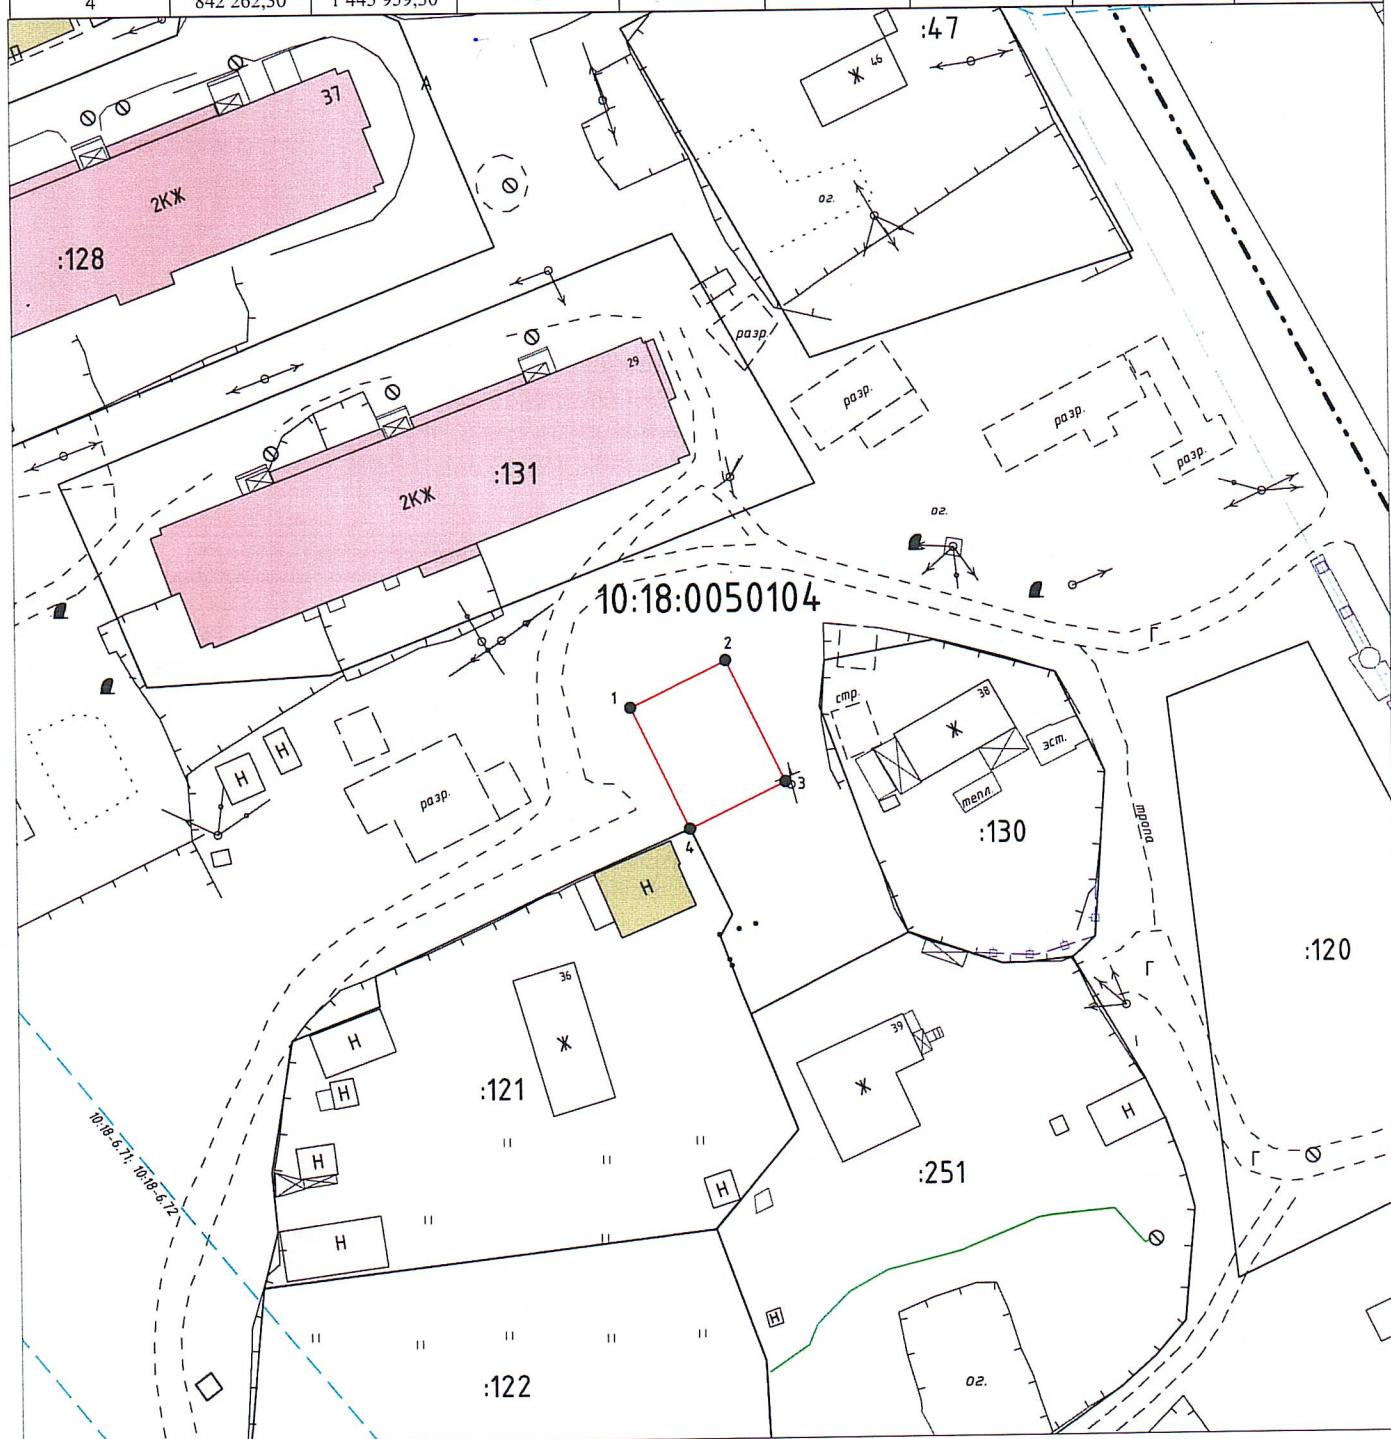 4 842 262,50 1 445 959,50
:47
Ж 46
37
2КЖ
:128
ог.
разр.
29
2КЖ
:131
разр.
разр.
разр.
ог.
10:18:0050104
Г
2
1
3
4
стр.
38
Ж
эст.
тепл.
:130
тропа
Н
Н
разр.
Н
:120
Г
36
Ж
39
Ж
Н
Н
:121
Н
10:18-6.71; 10:18-6.72
Н
Н
:251
Н
Г
Н
Н
ог.
:122